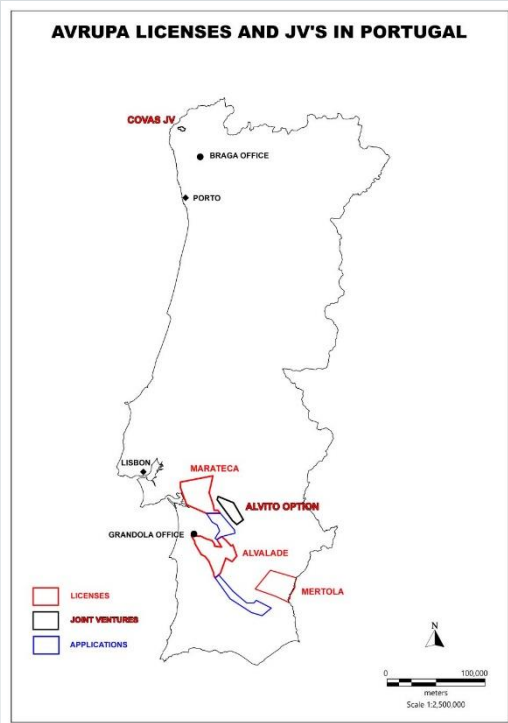 AVRUPA LICENSES AND JV'S IN PORTUGAL
COVAS JV
BRAGA OFFICE
PORTO
LISBON
MARATECA
ALVITO OPTION
GRANDOLA OFFICE
ALVALADE
MERTOLA
LICENSES
JOINT VENTURES
APPLICATIONS
N
0 100,000
meters
Scale 1:2,500,000